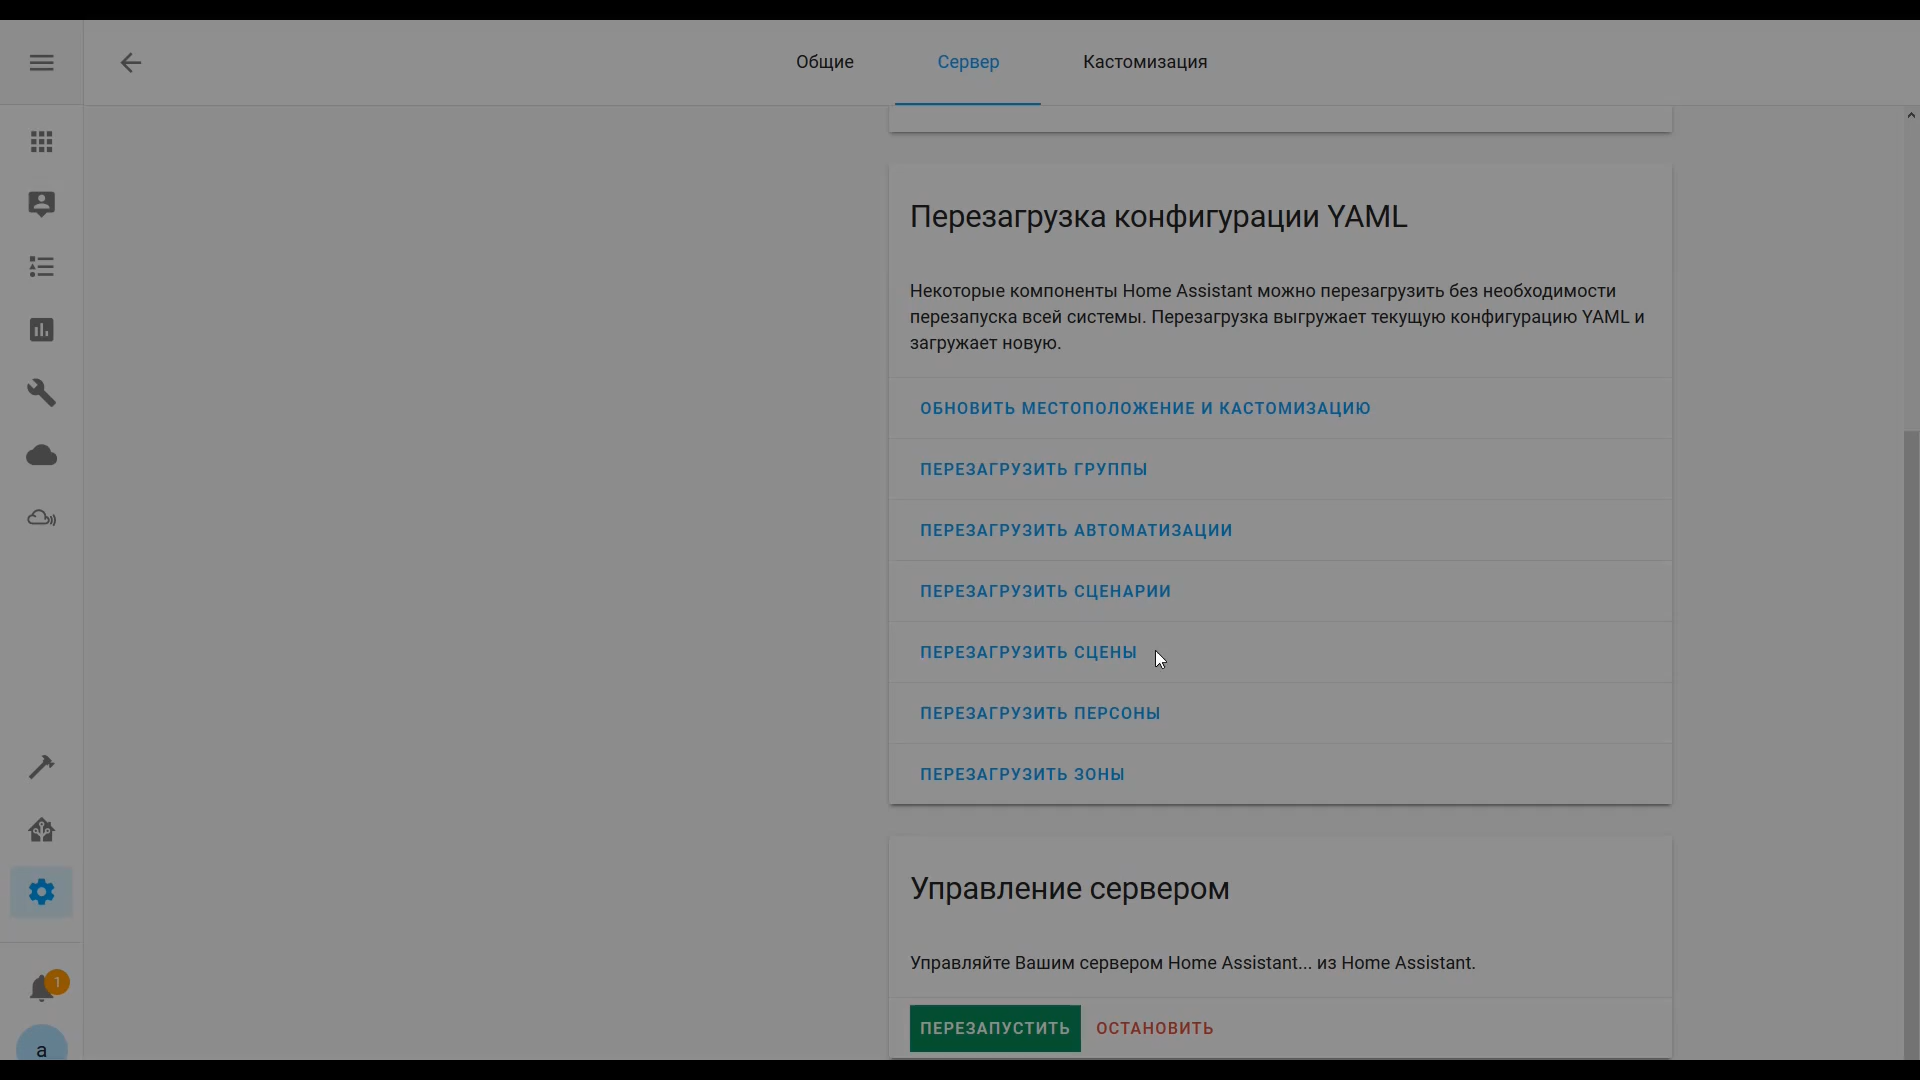 Общие
Сервер
Кастомизация
Перезагрузка конфигурации YAML
Некоторые компоненты Home Assistant можно перезагрузить без необходимости
перезапуска всей системы. Перезагрузка выгружает текущую конфигурацию YAML и
загружает новую.
ОБНОВИТЬ МЕСТОПОЛОЖЕНИЕ И КАСТОМИЗАЦИЮ
ПЕРЕЗАГРУЗИТЬ ГРУППЫ
ПЕРЕЗАГРУЗИТЬ АВТОМАТИЗАЦИИ
ПЕРЕЗАГРУЗИТЬ СЦЕНАРИИ
ПЕРЕЗАГРУЗИТЬ СЦЕНЫ
ПЕРЕЗАГРУЗИТЬ ПЕРСОНЫ
ПЕРЕЗАГРУЗИТЬ ЗОНЫ
Управление сервером
Управляйте Вашим сервером Home Assistant... из Home Assistant.
ПЕРЕЗАПУСТИТЬ
ОСТАНОВИТЬ
1
a